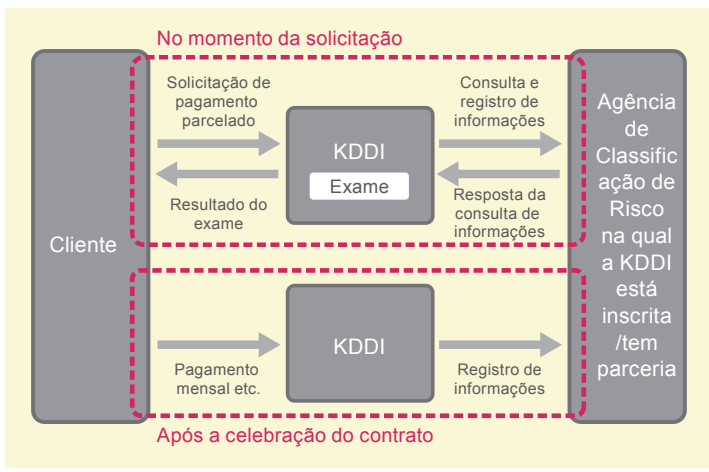 No momento da solicitação
Cliente
Solicitação de
pagamento
parcelado
Resultado do
exame
KDDI
Exame
Consulta e
registro de
informações
Resposta da
consulta de
informações
Agência
de
Classific
ação de
Risco
na qual
a KDDI
está
inscrita
/tem
parceria
Pagamento
mensal etc.
KDDI
Registro de
informações
Após a celebração do contrato